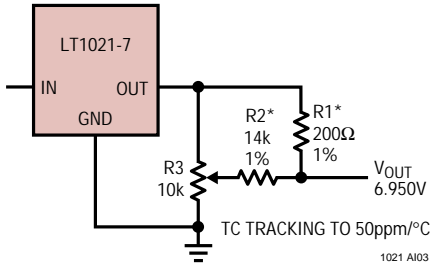 LT1021-7
IN
OUT
GND
R2*
14k
1%
R1*
200Ω
1%
R3
10k
VOUT
6.950V
TC TRACKING TO 50ppm/°C
1021 AI03